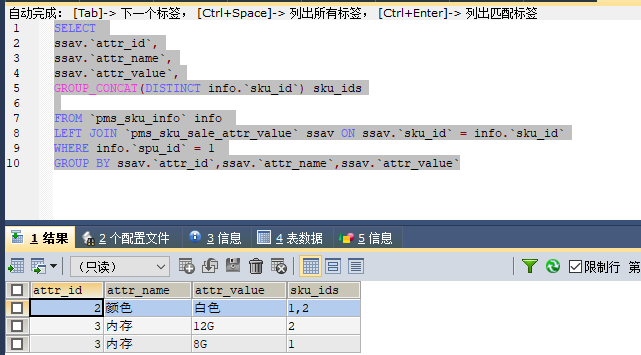 自动完成： [Tab]-> 下一个标签， [Ctrl+Space]-> 列出所有标签， [Ctrl+Enter]-> 列出匹配标签
1 SELECT
2 ssav.`attr_id`,
3 ssav.`attr_name`,
4 ssav.`attr_value`,
5 GROUP_CONCAT(DISTINCT info.`sku_id`) sku_ids
6
7 FROM `pms_sku_info` info
8 LEFT JOIN `pms_sku_sale_attr_value` ssav ON ssav.`sku_id` = info.`sku_id`
9 WHERE info.`spu_id` = 1
10 GROUP BY ssav.`attr_id`,ssav.`attr_name`,ssav.`attr_value`
1 结果 2 个配置文件 3 信息 4 表数据 5 信息
（只读） 限制行 第
attr_id attr_name attr_value sku_ids
2 颜色 白色 1,2
3 内存 12G 2
3 内存 8G 1